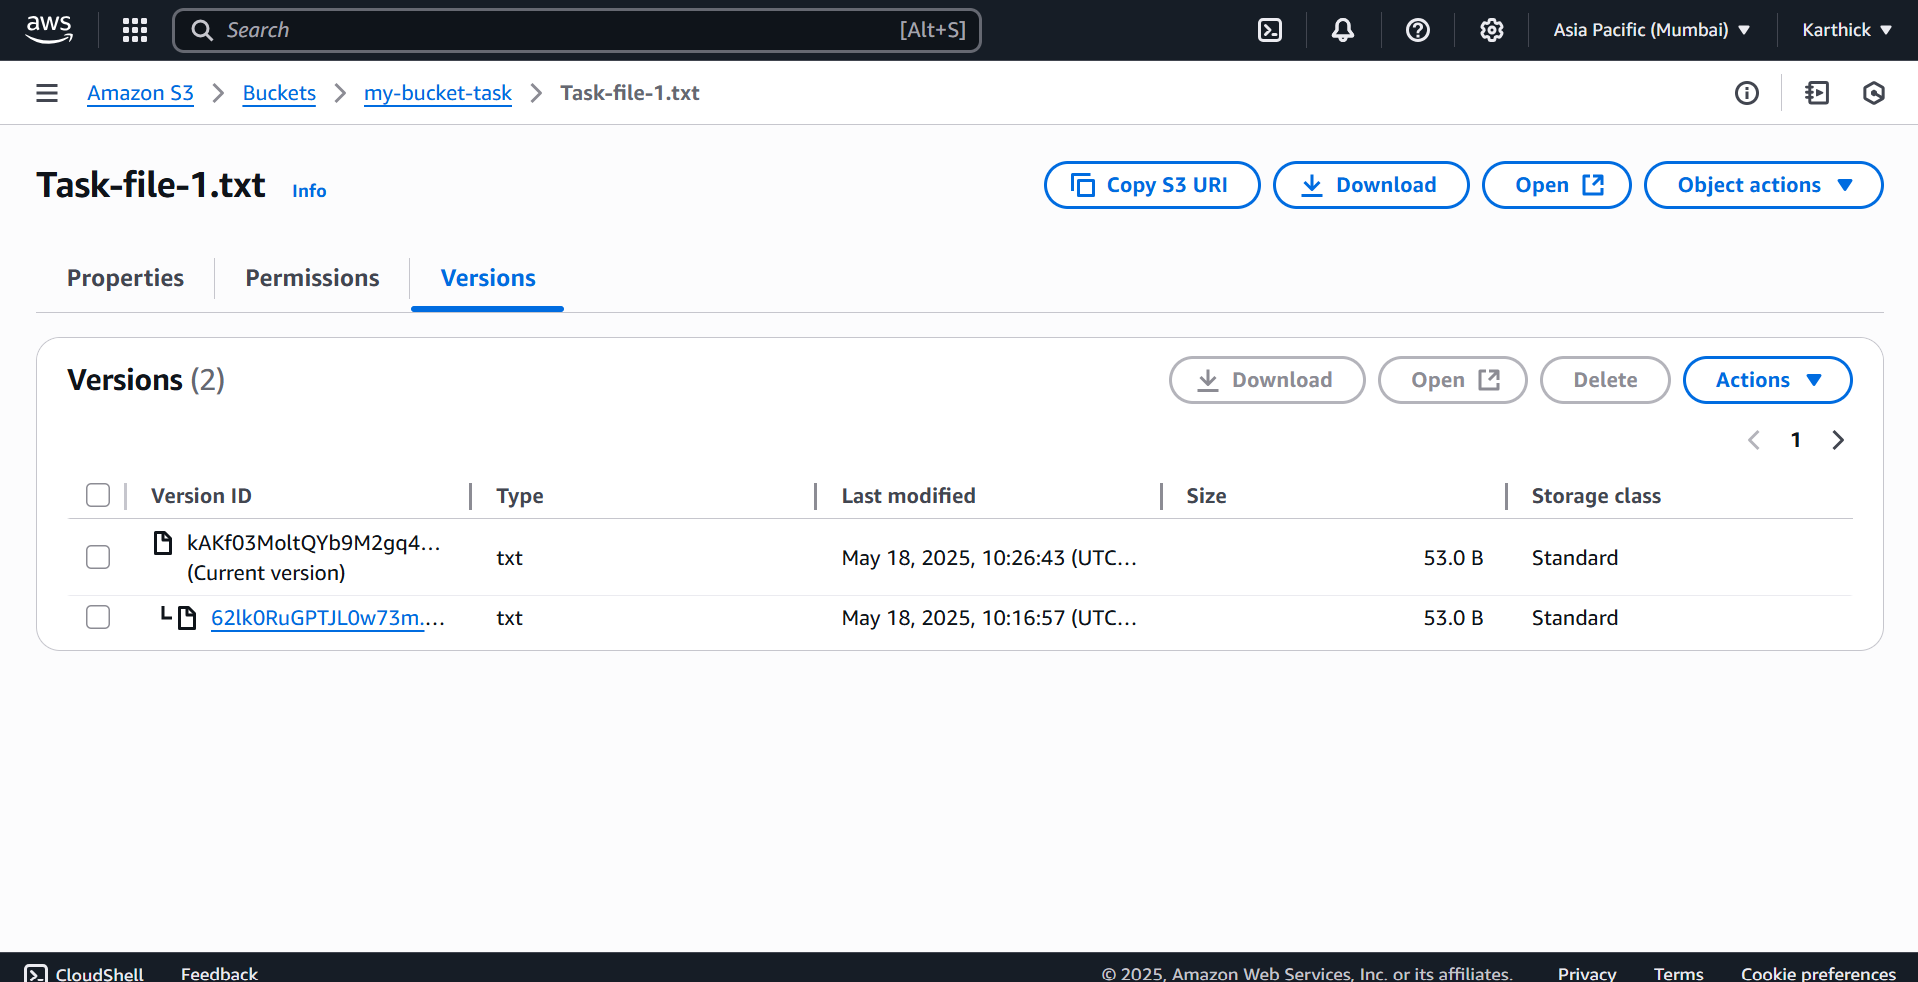 aws Search [Alt+S] Asia Pacific (Mumbai) Karthick
Amazon S3 Buckets my-bucket-task Task-file-1.txt
Task-file-1.txt Info Copy S3 URI Download Open Object actions
Properties Permissions Versions
Versions (2) Download Open Delete Actions
1
Version ID Type Last modified Size Storage class
kAKf03MoltQYb9M2gq4...
(Current version) txt May 18, 2025, 10:26:43 (UTC... 53.0 B Standard
62lk0RuGPTJL0w73m.... txt May 18, 2025, 10:16:57 (UTC... 53.0 B Standard
CloudShell Feedback © 2025, Amazon Web Services, Inc. or its affiliates. Privacy Terms Cookie preferences